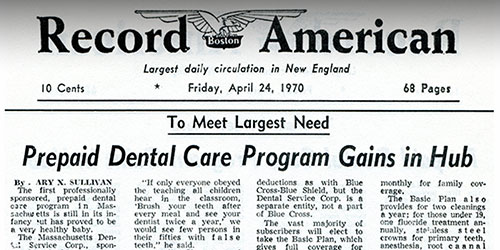 Record American
Boston
Largest daily circulation in New England
10 Cents * Friday, April 24, 1970 68 Pages
To Meet Largest Need
Prepaid Dental Care Program Gains in Hub
By . ARY X. SULLIVAN
The first professionally
sponsored, prepaid dental
care program in Mas-
sachusetts is still in its in-
fancy but has proved to be
a very healthy baby.
The Massachusetts Den-
tal Service Corp., spon-
"If only everyone obeyed
the teaching all children
hear in the classroom,
'Brush your teeth after
every meal and see your
dentist twice a year,' we
would see few persons in
their fifties with false
teeth," he said.
deductions as with Blue
Cross-Blue Shield, but the
Dental Service Corp. is a
separate entity, not a part
of Blue Cross.
The vast majority of
subscribers will elect to
take the Basic Plan, which
gives full coverage for
monthly for family cov-
erage.
The Basic Plan also
provides for two cleanings
a year; for those under 19,
one fluoride treatment an-
nually, stainless steel
crowns for primary teeth,
anesthesia, root canal